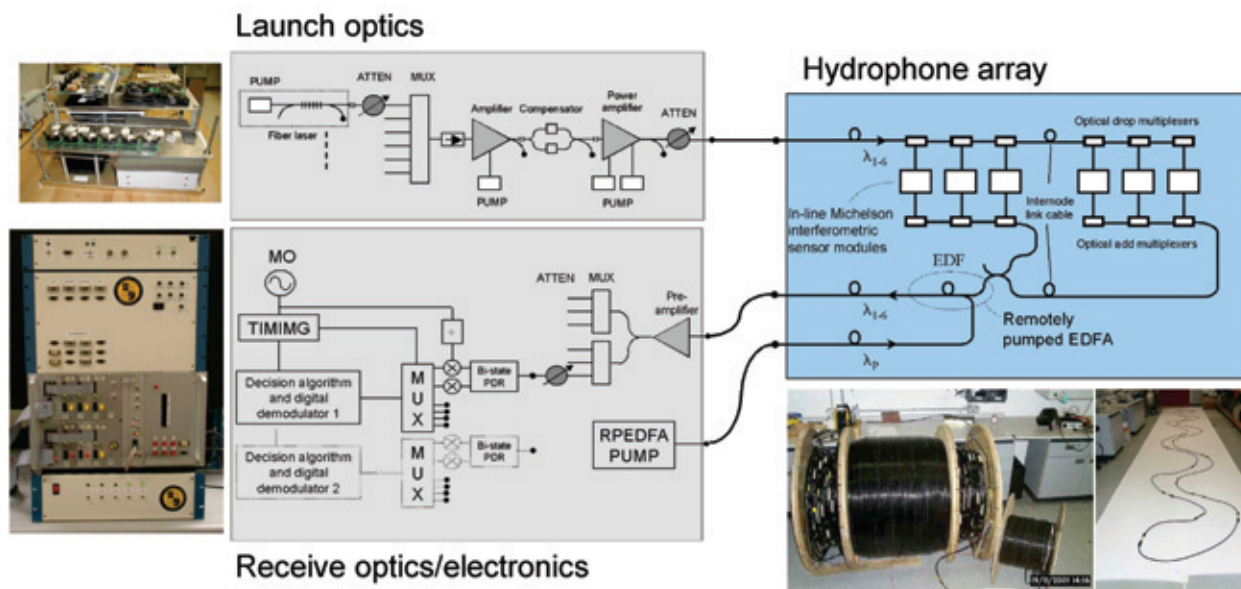 Launch optics
PUMP
ATTEN
MUX
Fiber laser
Amplifier
Compensator
Power
amplifier
ATTEN
PUMP
PUMP
Hydrophone array
Optical drop multiplexers
λ1-6
In-line Michelson
interferometric
sensor modules
Internode
link cable
Optical add multiplexers
EDF
λ1-6
Remotely
pumped EDFA
λP
MO
TIMIMG
÷
ATTEN
MUX
Pre-
amplifier
Decision algorithm
and digital
demodulator 1
M
U
X
Bi-state
PDR
Decision algorithm
and digital
demodulator 2
M
U
X
Bi-state
PDR
RPEDFA
PUMP
Receive optics/electronics